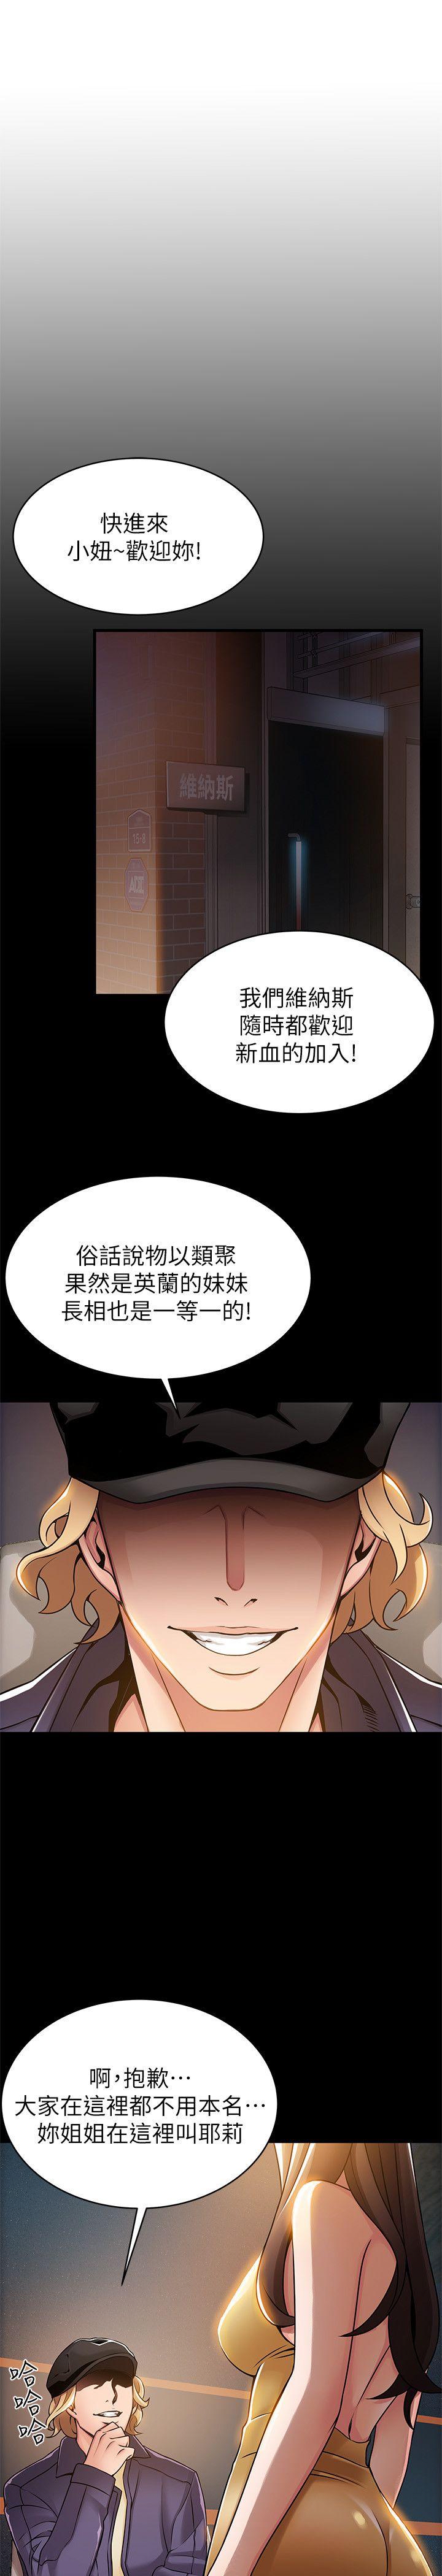 快進來
小妞~歡迎妳!
維納斯
15-8
ADT
我們維納斯
隨時都歡迎
新血的加入!
俗話說物以類聚
果然是英蘭的妹妹
長相也是一等一的!
啊,抱歉⋯
大家在這裡都不用本名⋯
妳姐姐在這裡叫耶莉
哈
哈
哈